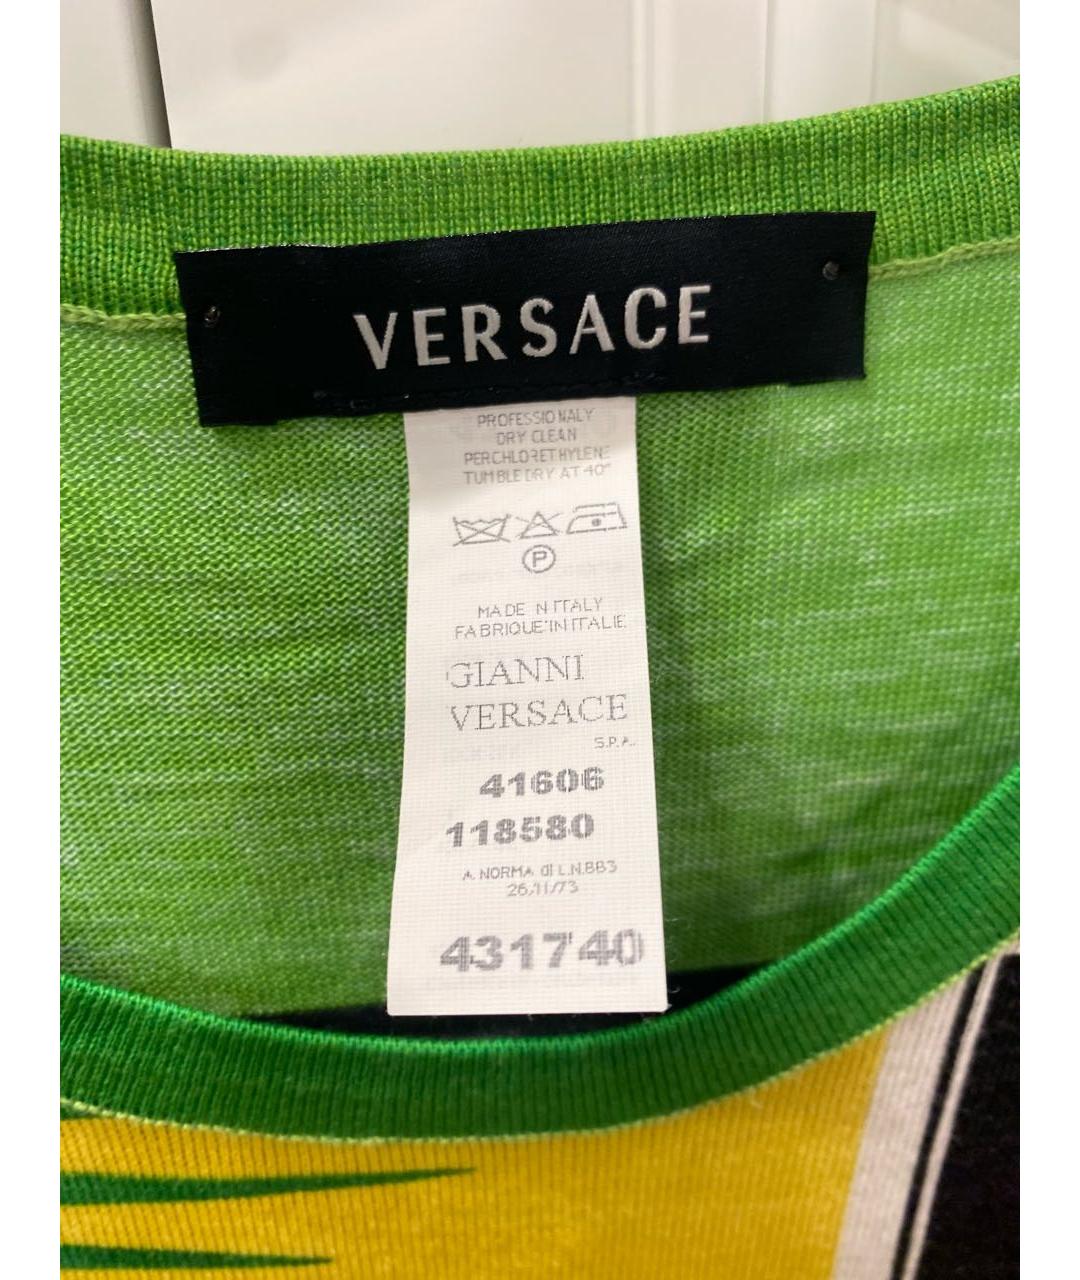 VERSACE
PROFESSIONALY
DRY CLEAN
PERCHLORETHYLENE
TUMBLE DRY AT 40°
P
MADE IN ITALY
FABRIQUE IN ITALIE
GIANNI
VERSACE
S.P.A.
41606
118580
A NORMA di L.N.883
26/11/73
431740